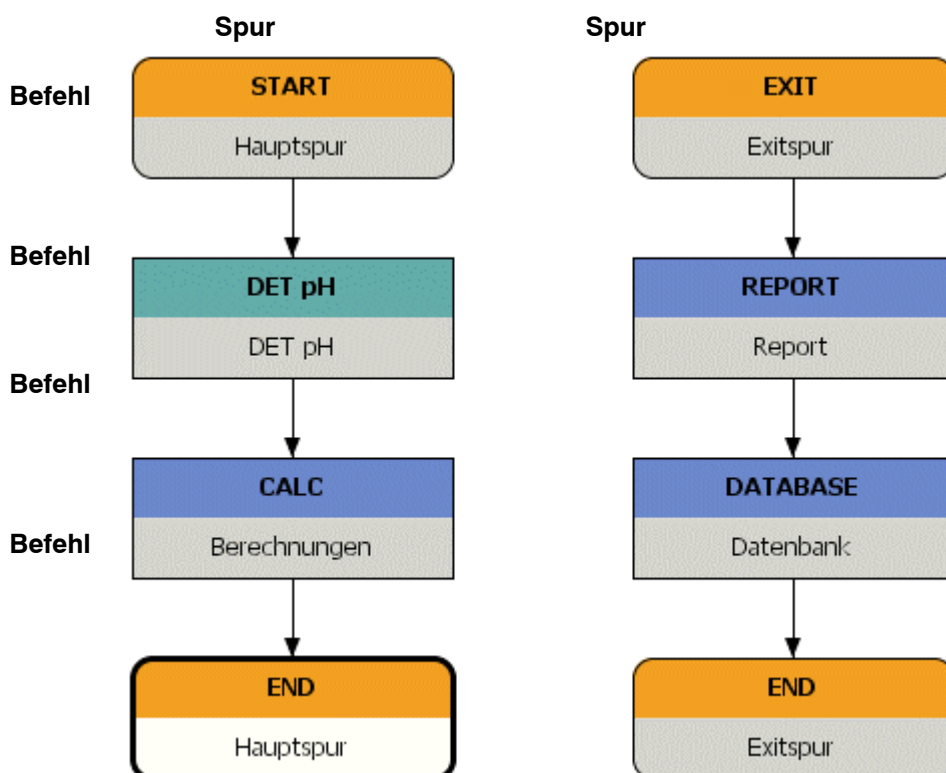 Spur Spur
Befehl START EXIT
Hauptspur Exitspur
Befehl DET pH REPORT
DET pH Report
Befehl
CALC DATABASE
Befehl Berechnungen Datenbank
END END
Hauptspur Exitspur